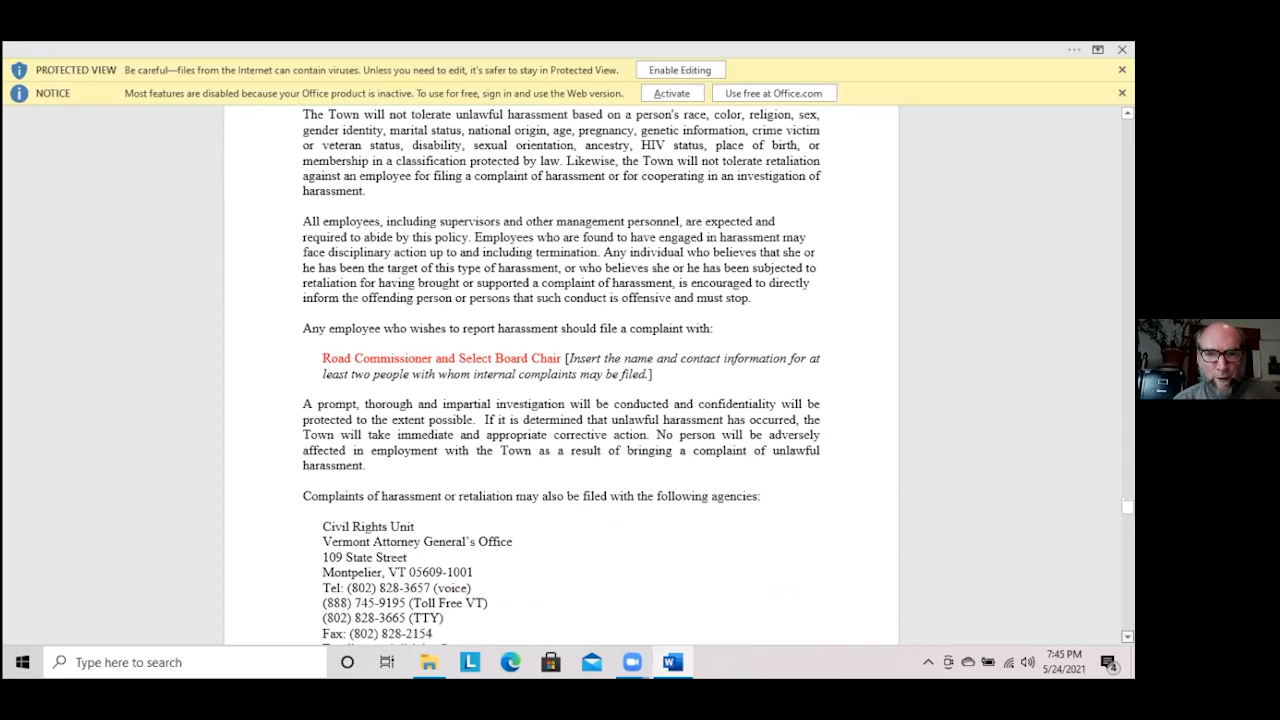 PROTECTED VIEW Be careful—files from the Internet can contain viruses. Unless you need to edit, it's safer to stay in Protected View. Enable Editing
NOTICE Most features are disabled because your Office product is inactive. To use for free, sign in and use the Web version. Activate Use free at Office.com
The Town will not tolerate unlawful harassment based on a person's race, color, religion, sex,
gender identity, marital status, national origin, age, pregnancy, genetic information, crime victim
or veteran status, disability, sexual orientation, ancestry, HIV status, place of birth, or
membership in a classification protected by law. Likewise, the Town will not tolerate retaliation
against an employee for filing a complaint of harassment or for cooperating in an investigation of
harassment.
All employees, including supervisors and other management personnel, are expected and
required to abide by this policy. Employees who are found to have engaged in harassment may
face disciplinary action up to and including termination. Any individual who believes that she or
he has been the target of this type of harassment, or who believes she or he has been subjected to
retaliation for having brought or supported a complaint of harassment, is encouraged to directly
inform the offending person or persons that such conduct is offensive and must stop.
Any employee who wishes to report harassment should file a complaint with:
Road Commissioner and Select Board Chair [Insert the name and contact information for at
least two people with whom internal complaints may be filed.]
A prompt, thorough and impartial investigation will be conducted and confidentiality will be
protected to the extent possible. If it is determined that unlawful harassment has occurred, the
Town will take immediate and appropriate corrective action. No person will be adversely
affected in employment with the Town as a result of bringing a complaint of unlawful
harassment.
Complaints of harassment or retaliation may also be filed with the following agencies:
Civil Rights Unit
Vermont Attorney General's Office
109 State Street
Montpelier, VT 05609-1001
Tel: (802) 828-3657 (voice)
(888) 745-9195 (Toll Free VT)
(802) 828-3665 (TTY)
Fax: (802) 828-2154
Type here to search
7:45 PM
5/24/2021
4